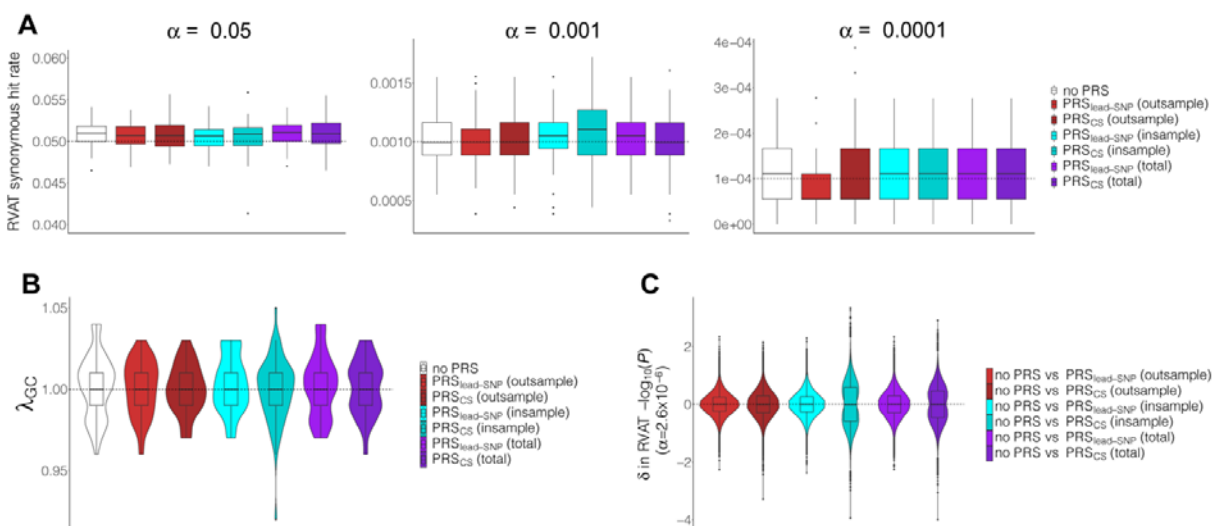 A
α = 0.05
α = 0.001
α = 0.0001
RVAT synonymous hit rate
0.060
0.055
0.050
0.045
0.040
0.0015
0.0010
0.0005
4e−04
3e−04
2e−04
1e−04
0e+00
no PRS
PRSlead−SNP (outsample)
PRSCS (outsample)
PRSlead−SNP (insample)
PRSCS (insample)
PRSlead−SNP (total)
PRSCS (total)
B
λGC
1.05
1.00
0.95
no PRS
PRSlead−SNP (outsample)
PRSCS (outsample)
PRSlead−SNP (insample)
PRSCS (insample)
PRSlead−SNP (total)
PRSCS (total)
C
δ in RVAT −log10(P)
(α=2.6x10−6)
2
0
−2
−4
no PRS vs PRSlead−SNP (outsample)
no PRS vs PRSCS (outsample)
no PRS vs PRSlead−SNP (insample)
no PRS vs PRSCS (insample)
no PRS vs PRSlead−SNP (total)
no PRS vs PRSCS (total)